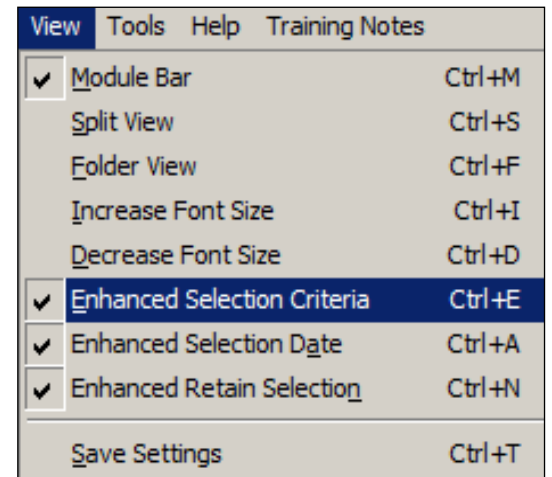 View Tools Help Training Notes
Module Bar Ctrl+M
Split View Ctrl+S
Folder View Ctrl+F
Increase Font Size Ctrl+I
Decrease Font Size Ctrl+D
Enhanced Selection Criteria Ctrl+E
Enhanced Selection Date Ctrl+A
Enhanced Retain Selection Ctrl+N
Save Settings Ctrl+T